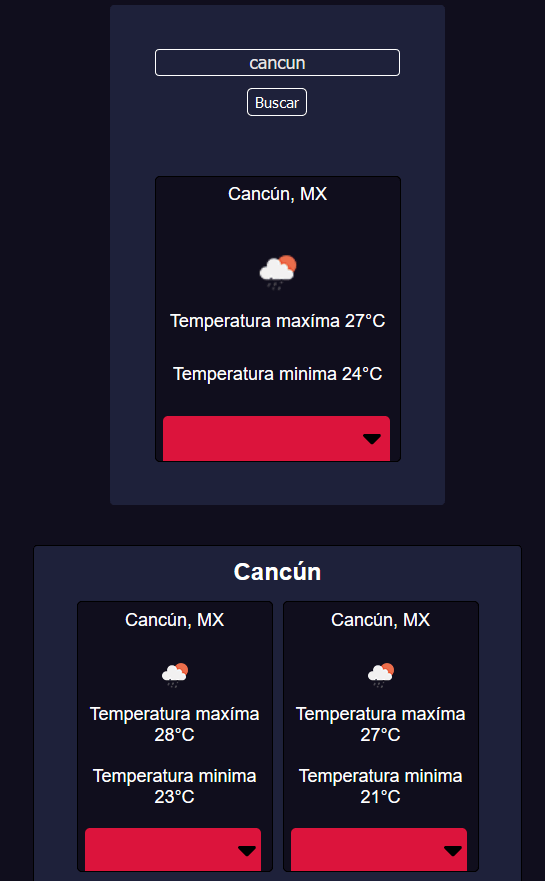 cancun
Buscar
Cancún, MX
Temperatura maxíma 27°C
Temperatura minima 24°C
Cancún
Cancún, MX
Temperatura maxíma
28°C
Temperatura minima
23°C
Cancún, MX
Temperatura maxíma
27°C
Temperatura minima
21°C